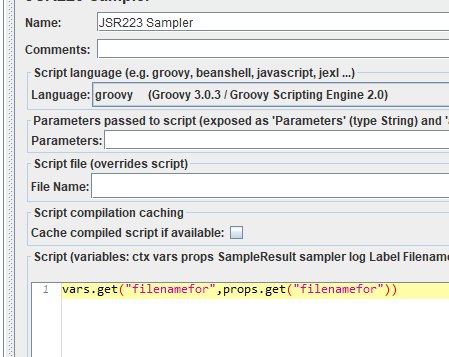 JSR223 Sampler
Name: JSR223 Sampler
Comments:
Script language (e.g. groovy, beanshell, javascript, jexl ...)
Language: groovy (Groovy 3.0.3 / Groovy Scripting Engine 2.0)
Parameters passed to script (exposed as 'Parameters' (type String) and '
Parameters:
Script file (overrides script)
File Name:
Script compilation caching
Cache compiled script if available:
Script (variables: ctx vars props SampleResult sampler log Label Filename
1 vars.get("filenamefor",props.get("filenamefor"))